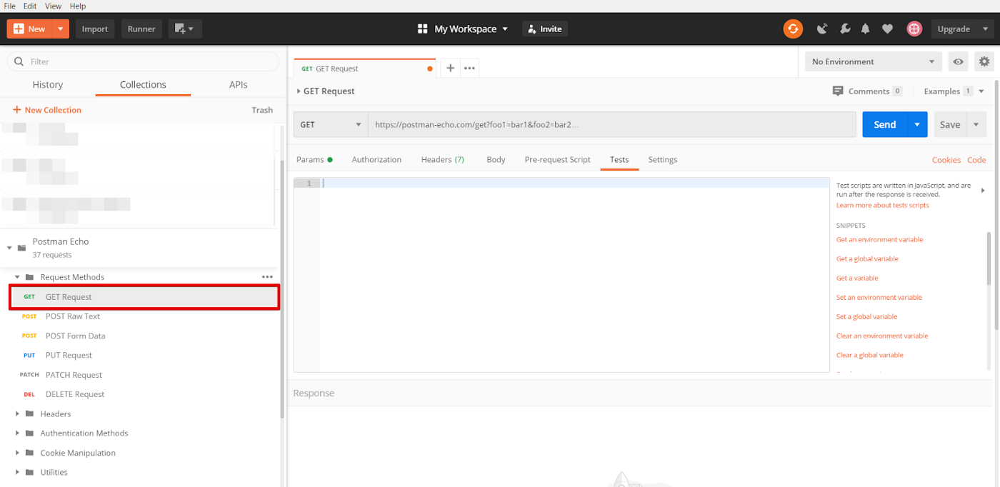 File Edit View Help
New Import Runner My Workspace Invite Upgrade
Filter
History Collections APIs
New Collection Trash
Postman Echo
37 requests
Request Methods
GET GET Request
POST POST Raw Text
POST POST Form Data
PUT PUT Request
PATCH PATCH Request
DEL DELETE Request
Headers
Authentication Methods
Cookie Manipulation
Utilities
GET GET Request
No Environment
GET Request
Comments 0 Examples 1
GET https://postman-echo.com/get?foo1=bar1&foo2=bar2... Send Save
Params Authorization Headers (7) Body Pre-request Script Tests Settings Cookies Code
1
Test scripts are written in JavaScript, and are
run after the response is received.
Learn more about tests scripts
SNIPPETS
Get an environment variable
Get a global variable
Get a variable
Set an environment variable
Set a global variable
Clear an environment variable
Clear a global variable
Response